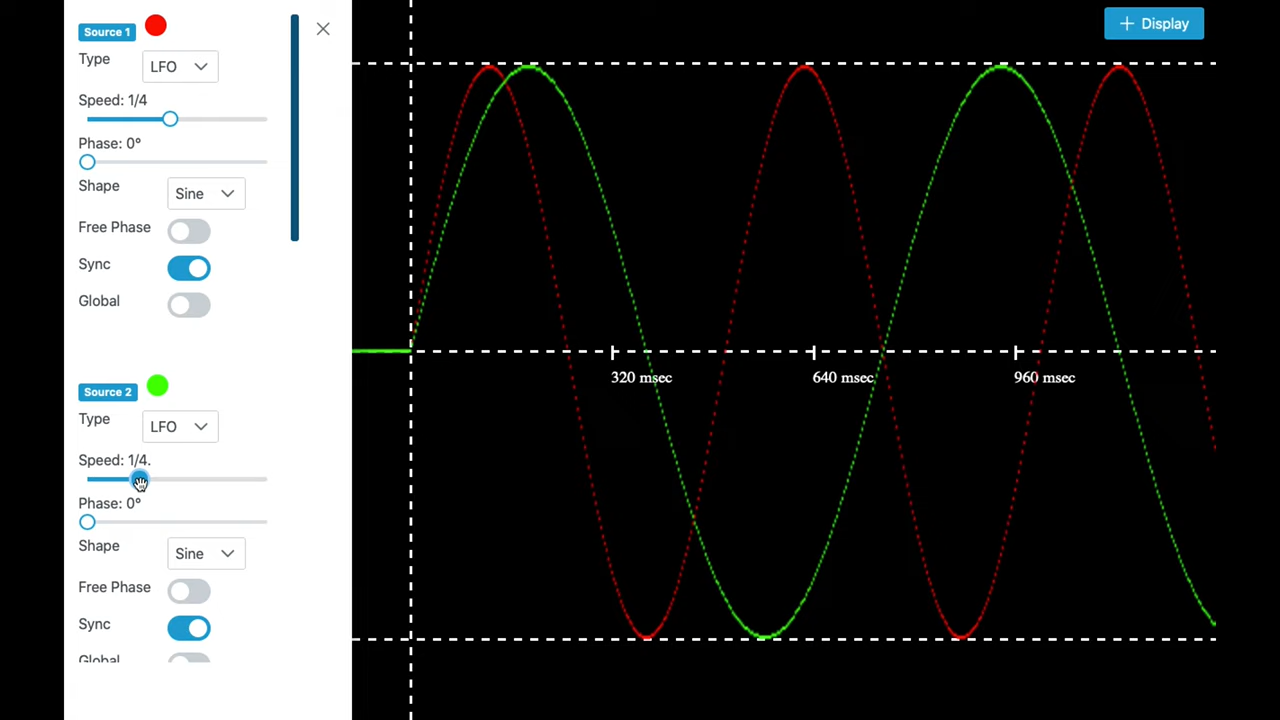 Source 1
Type LFO
Speed: 1/4
Phase: 0°
Shape Sine
Free Phase
Sync
Global
Source 2
Type LFO
Speed: 1/4.
Phase: 0°
Shape Sine
Free Phase
Sync
Global
+ Display
320 msec 640 msec 960 msec